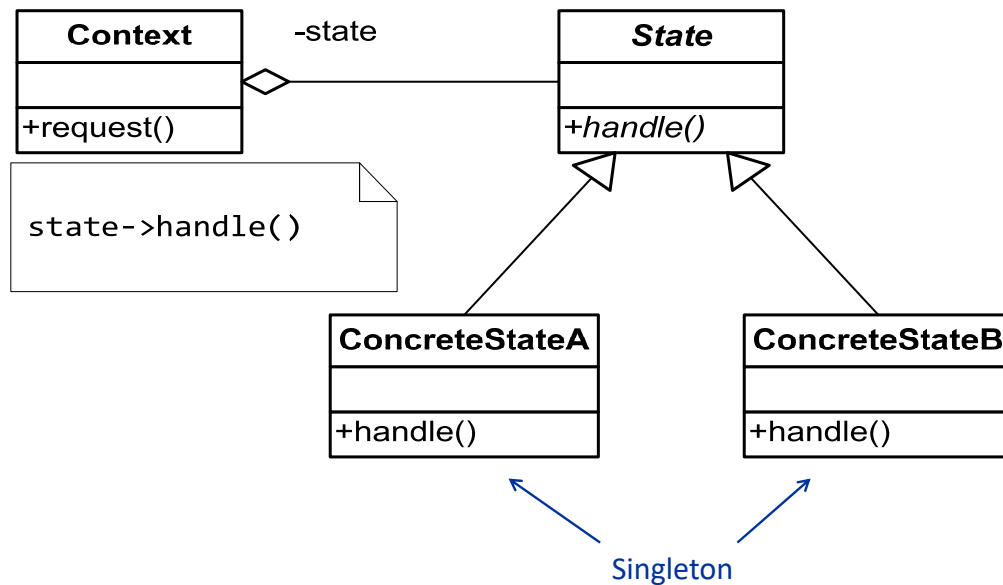 Context
-state
State
+request()
+handle()
state->handle()
ConcreteStateA
ConcreteStateB
+handle()
+handle()
Singleton